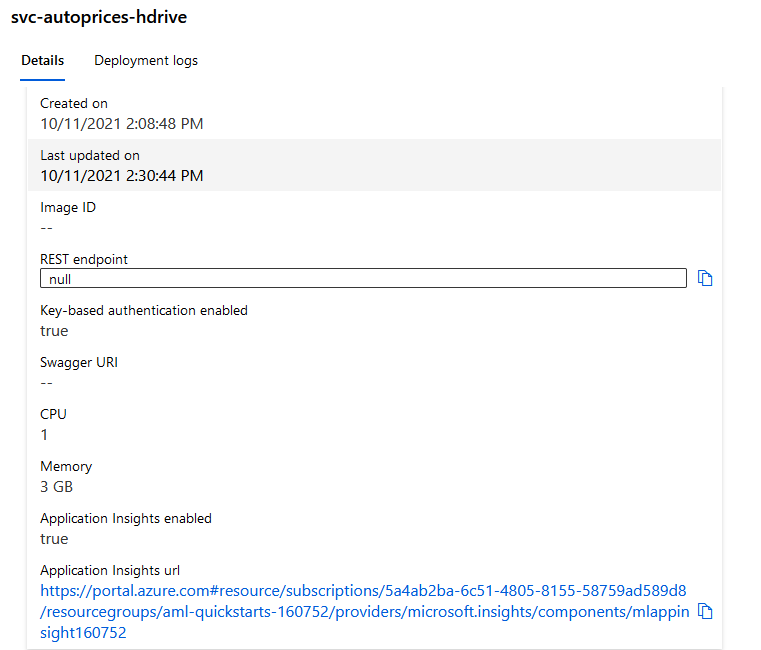 svc-autoprices-hdrive
Details Deployment logs
Created on
10/11/2021 2:08:48 PM
Last updated on
10/11/2021 2:30:44 PM
Image ID
--
REST endpoint
null
Key-based authentication enabled
true
Swagger URI
--
CPU
1
Memory
3 GB
Application Insights enabled
true
Application Insights url
https://portal.azure.com#resource/subscriptions/5a4ab2ba-6c51-4805-8155-58759ad589d8
/resourcegroups/aml-quickstarts-160752/providers/microsoft.insights/components/mlappin
sight160752